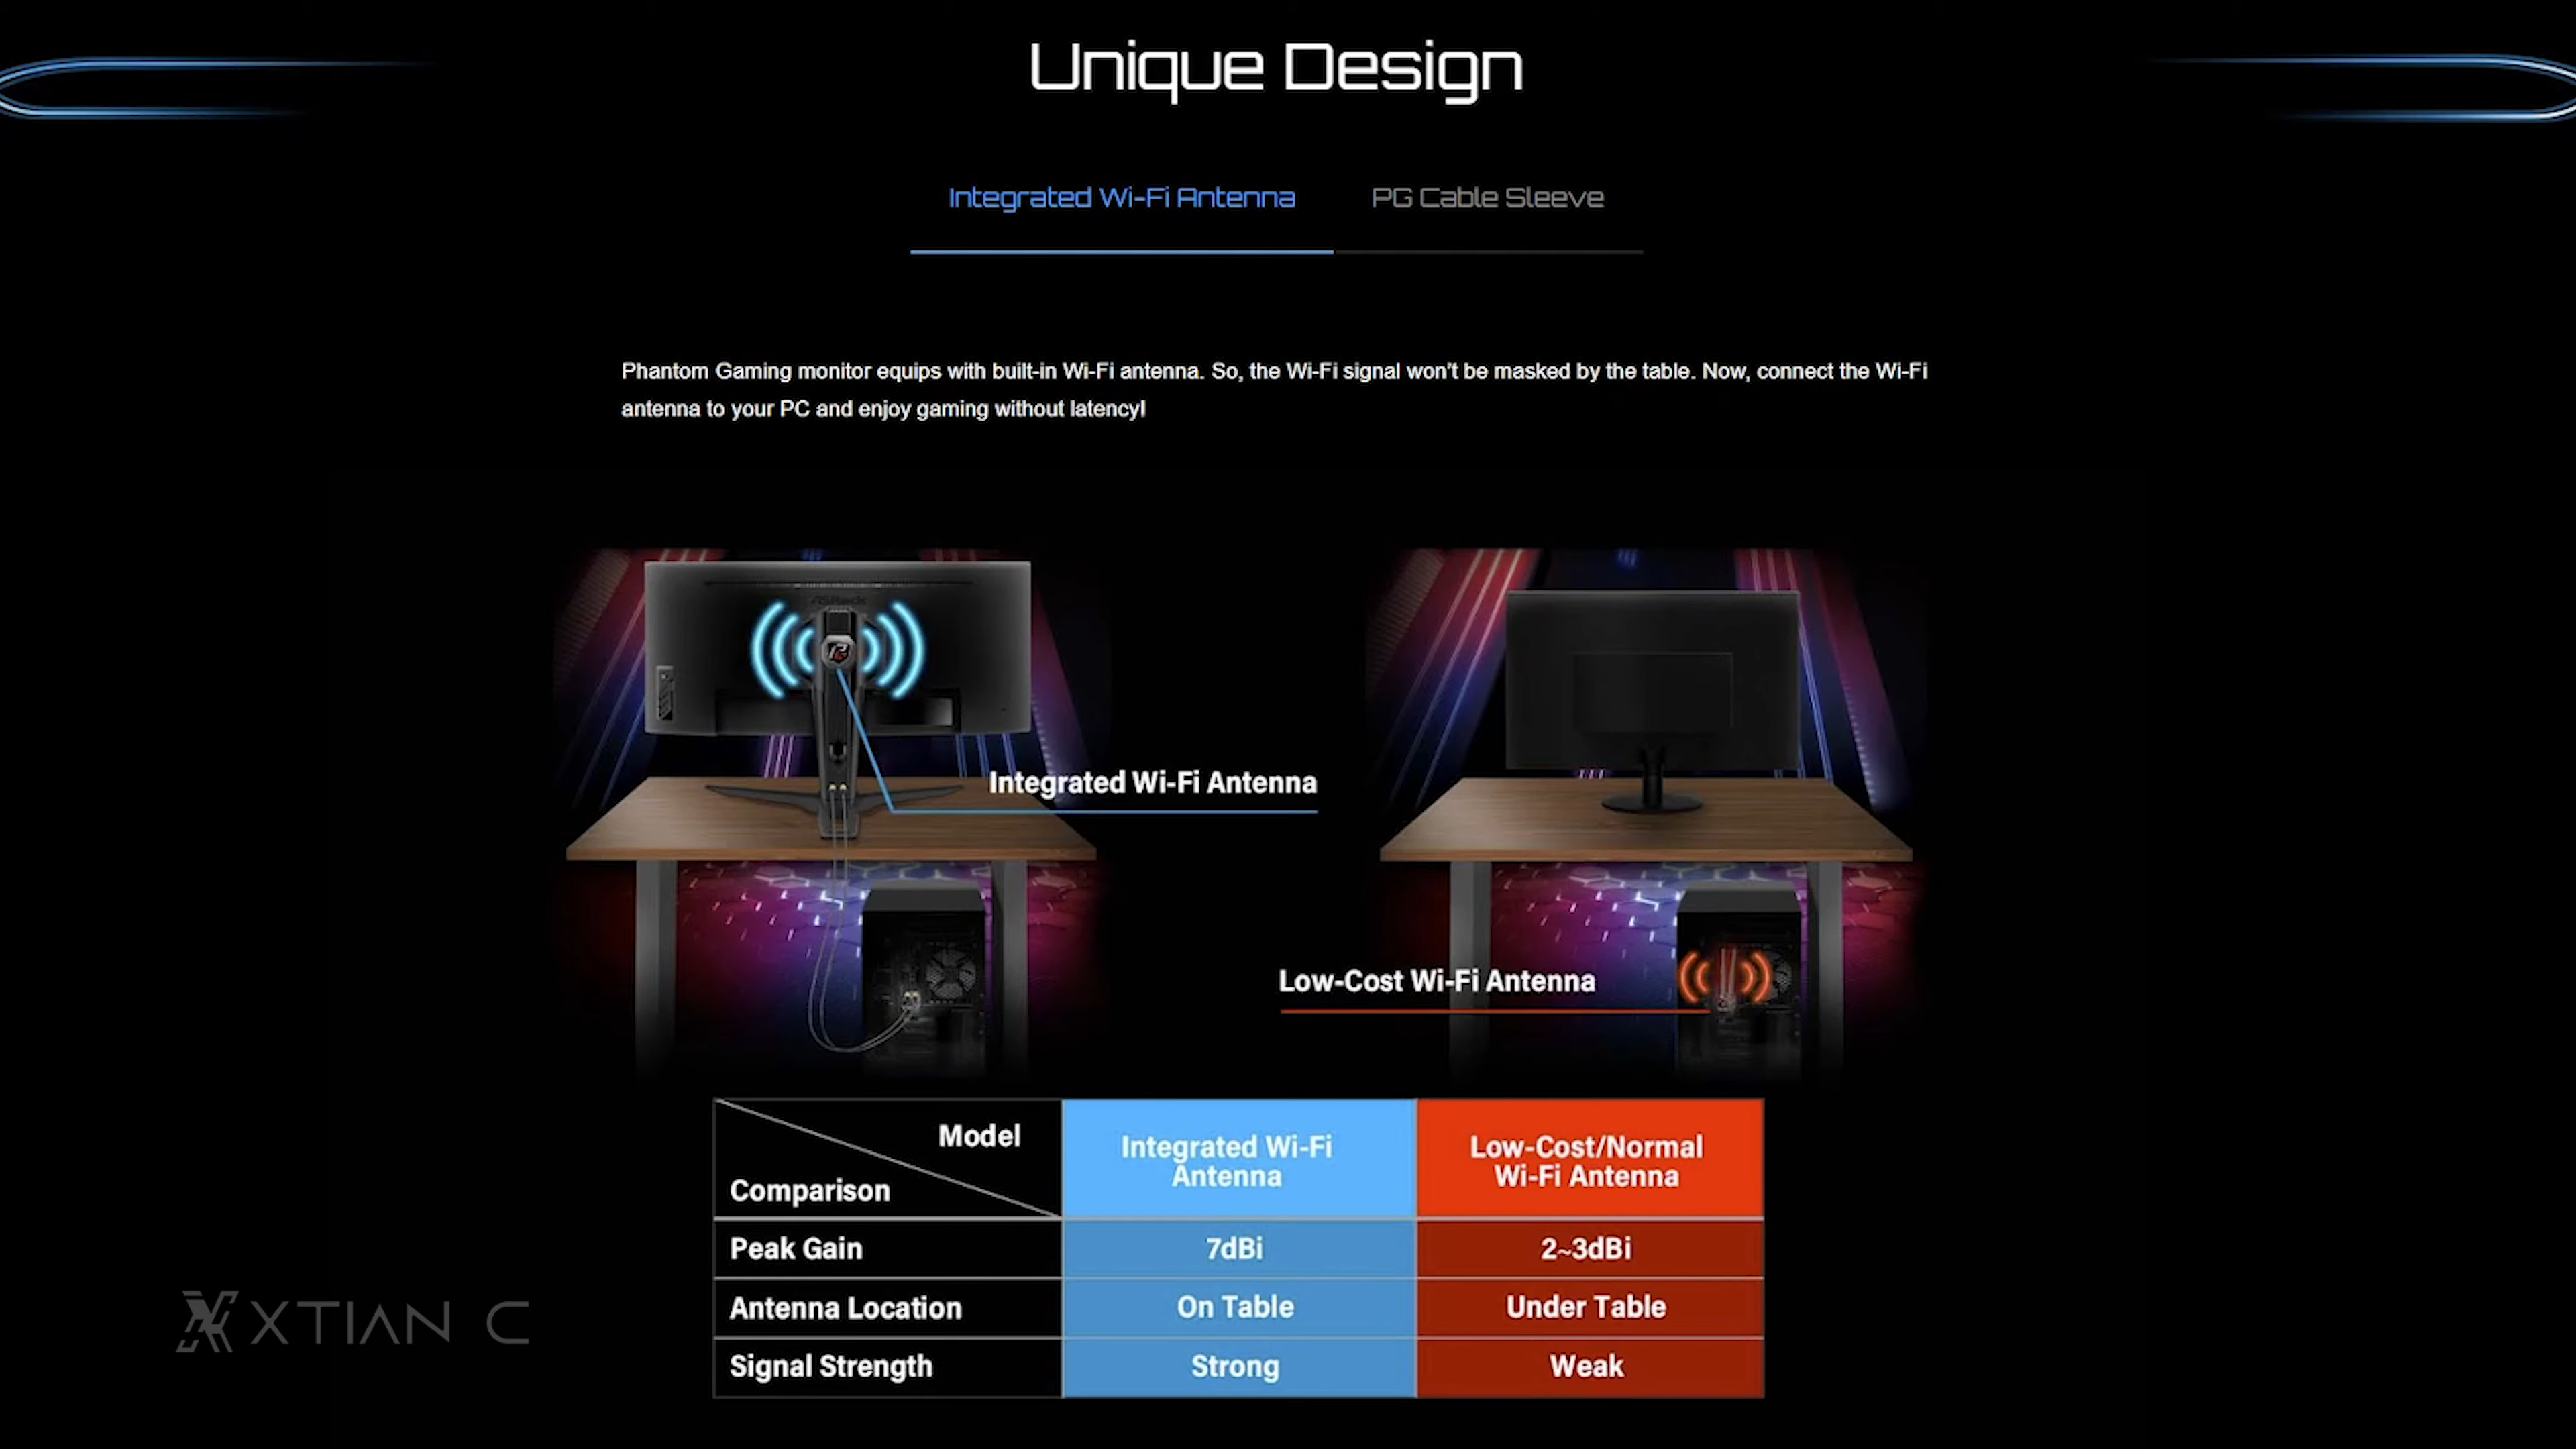 Unique Design
Integrated Wi-Fi Antenna PG Cable Sleeve
Phantom Gaming monitor equips with built-in Wi-Fi antenna. So, the Wi-Fi signal won't be masked by the table. Now, connect the Wi-Fi
antenna to your PC and enjoy gaming without latency!
ASRock
Integrated Wi-Fi Antenna
Low-Cost Wi-Fi Antenna
Model
Comparison
Integrated Wi-Fi
Antenna
Low-Cost/Normal
Wi-Fi Antenna
Peak Gain 7dBi 2~3dBi
Antenna Location On Table Under Table
Signal Strength Strong Weak
XTIAN C